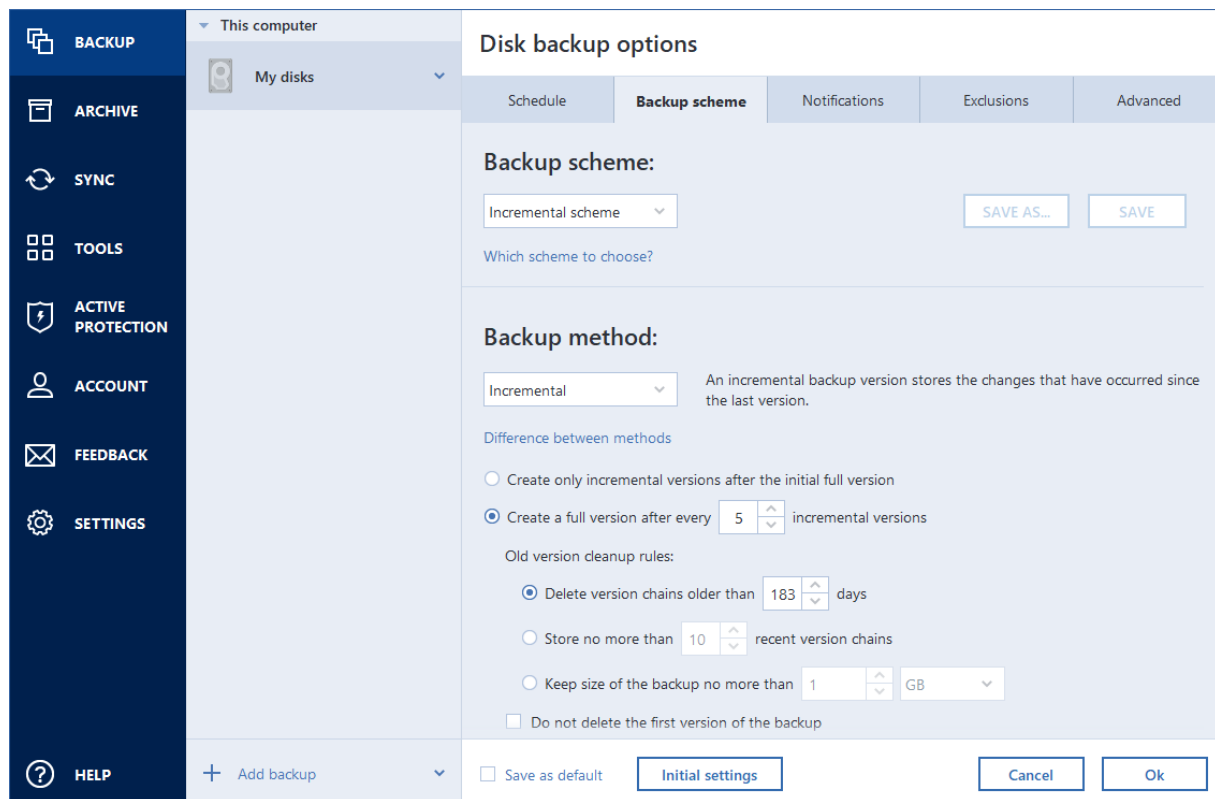 BACKUP
ARCHIVE
SYNC
TOOLS
ACTIVE
PROTECTION
ACCOUNT
FEEDBACK
SETTINGS
HELP
This computer
My disks
Add backup
Disk backup options
Schedule Backup scheme Notifications Exclusions Advanced
Backup scheme:
Incremental scheme SAVE AS... SAVE
Which scheme to choose?
Backup method:
Incremental
An incremental backup version stores the changes that have occurred since
the last version.
Difference between methods
Create only incremental versions after the initial full version
Create a full version after every 5 incremental versions
Old version cleanup rules:
Delete version chains older than 183 days
Store no more than 10 recent version chains
Keep size of the backup no more than 1 GB
Do not delete the first version of the backup
Save as default Initial settings Cancel Ok